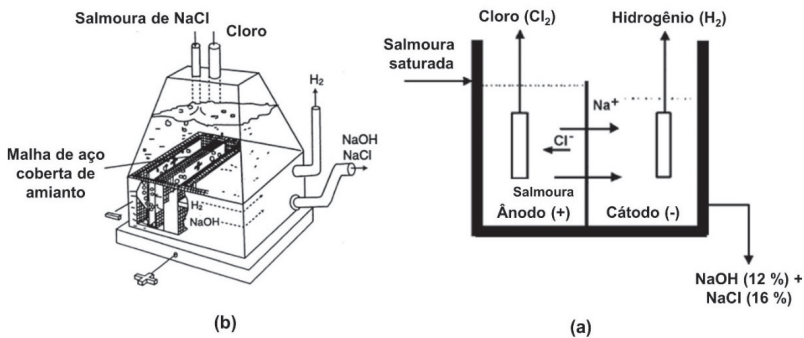 Salmoura de NaCl
Cloro
H₂
NaOH
NaCl
Malha de aço
coberta de
amianto
H₂
NaOH
(b)
Cloro (Cl₂)
Hidrogênio (H₂)
Salmoura
saturada
Na⁺
Cl⁻
Salmoura
Ânodo (+)
Cátodo (-)
NaOH (12 %) +
NaCl (16 %)
(a)